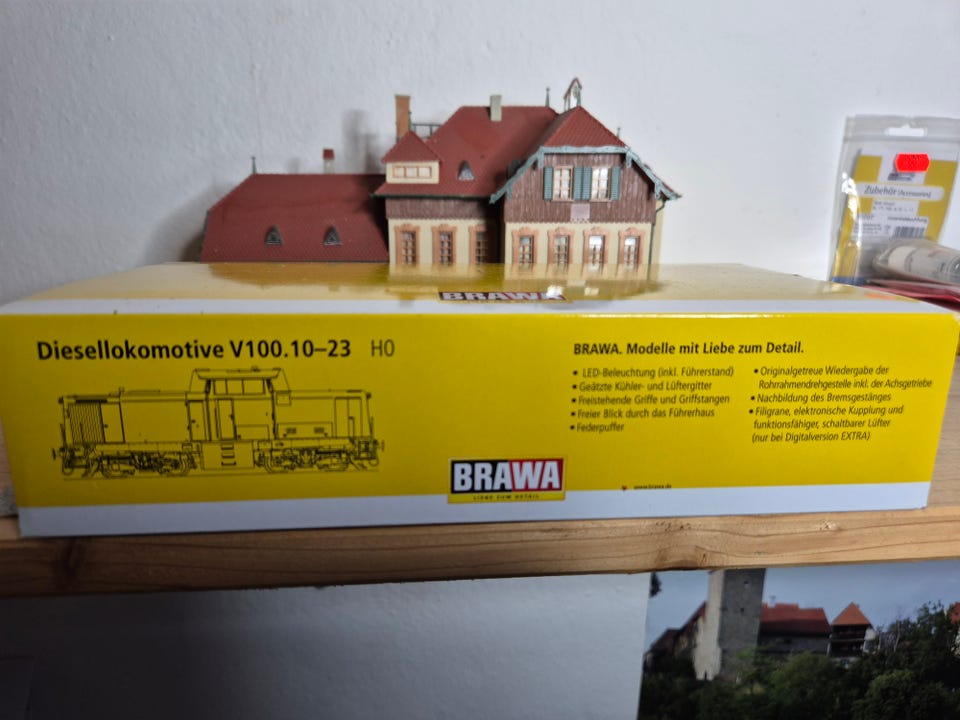 Zubehör (Accessories)
BRAWA
Diesellokomotive V100.10–23 H0
BRAWA. Modelle mit Liebe zum Detail.
• LED-Beleuchtung (inkl. Führerstand)
• Geätzte Kühler- und Lüftergitter
• Freistehende Griffe und Griffstangen
• Freier Blick durch das Führerhaus
• Federpuffer
• Originalgetreue Wiedergabe der
Rohrrahmendrehgestelle inkl. der Achsgetriebe
• Nachbildung des Bremsgestänges
• Filigrane, elektronische Kupplung und
funktionsfähiger, schaltbarer Lüfter
(nur bei Digitalversion EXTRA)
BRAWA
LIEBE ZUM DETAIL
www.brawa.de